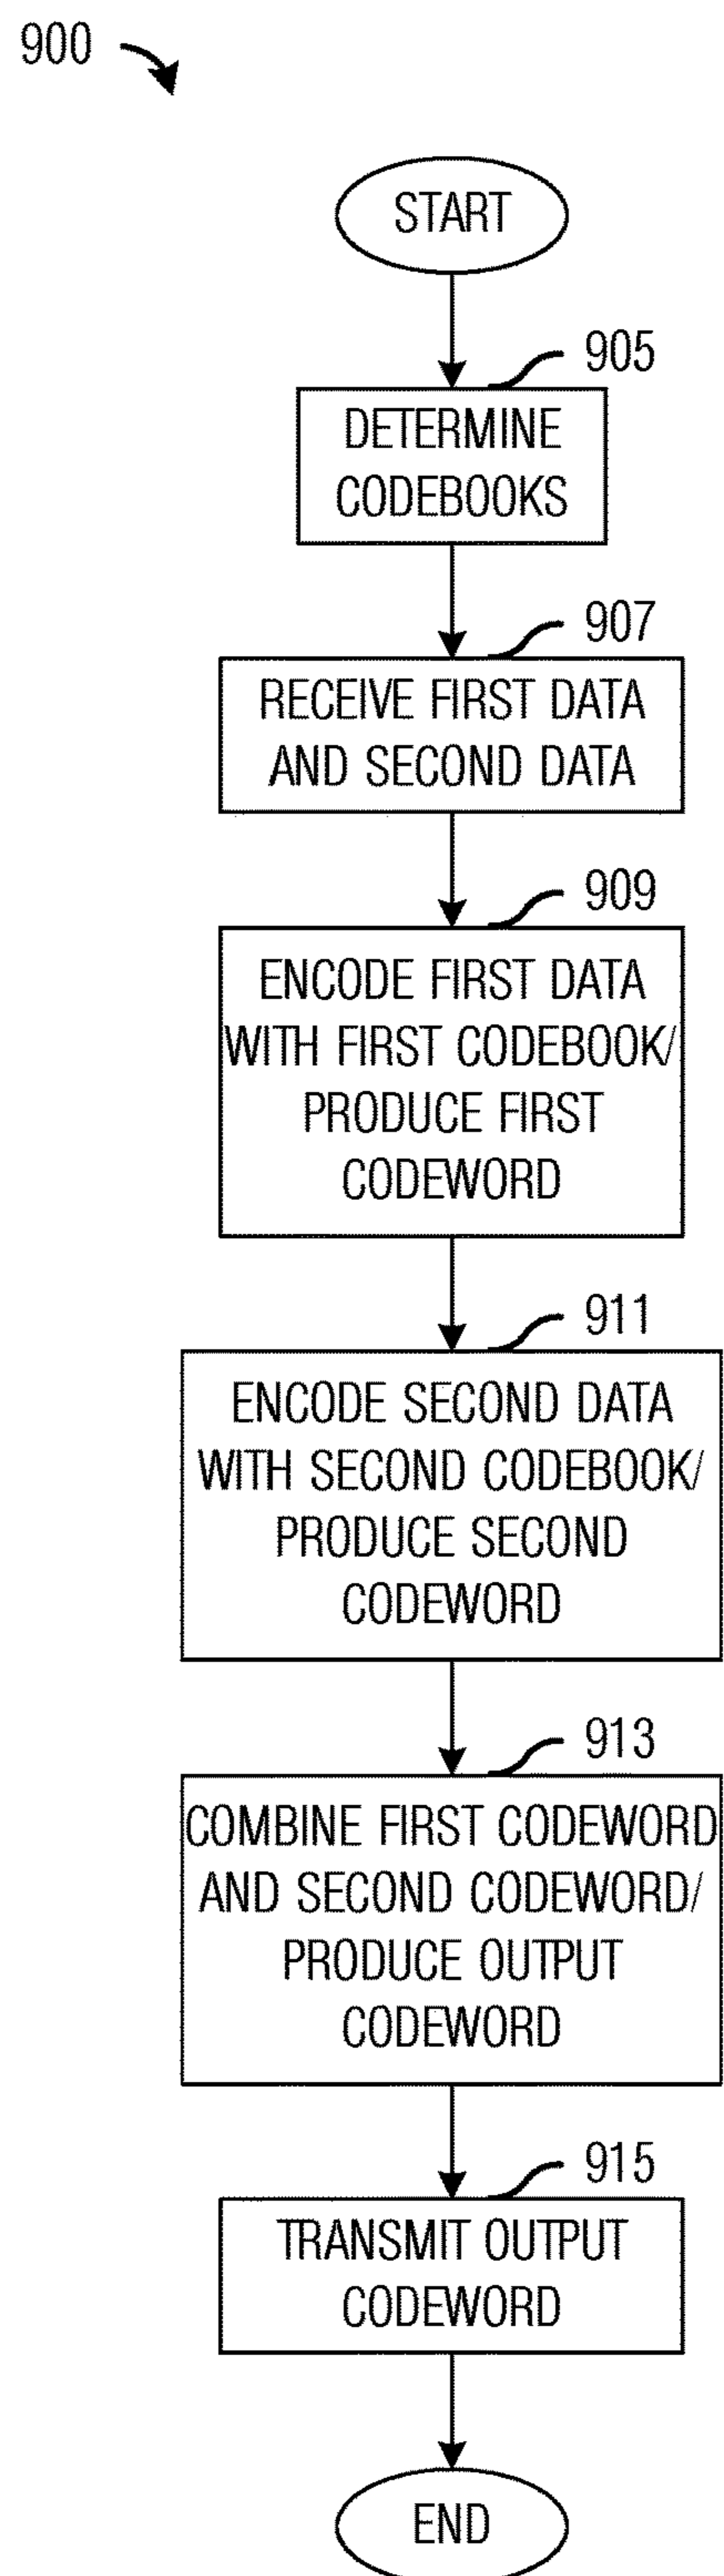 900
START
905
DETERMINE
CODEBOOKS
907
RECEIVE FIRST DATA
AND SECOND DATA
909
ENCODE FIRST DATA
WITH FIRST CODEBOOK/
PRODUCE FIRST
CODEWORD
911
ENCODE SECOND DATA
WITH SECOND CODEBOOK/
PRODUCE SECOND
CODEWORD
913
COMBINE FIRST CODEWORD
AND SECOND CODEWORD/
PRODUCE OUTPUT
CODEWORD
915
TRANSMIT OUTPUT
CODEWORD
END